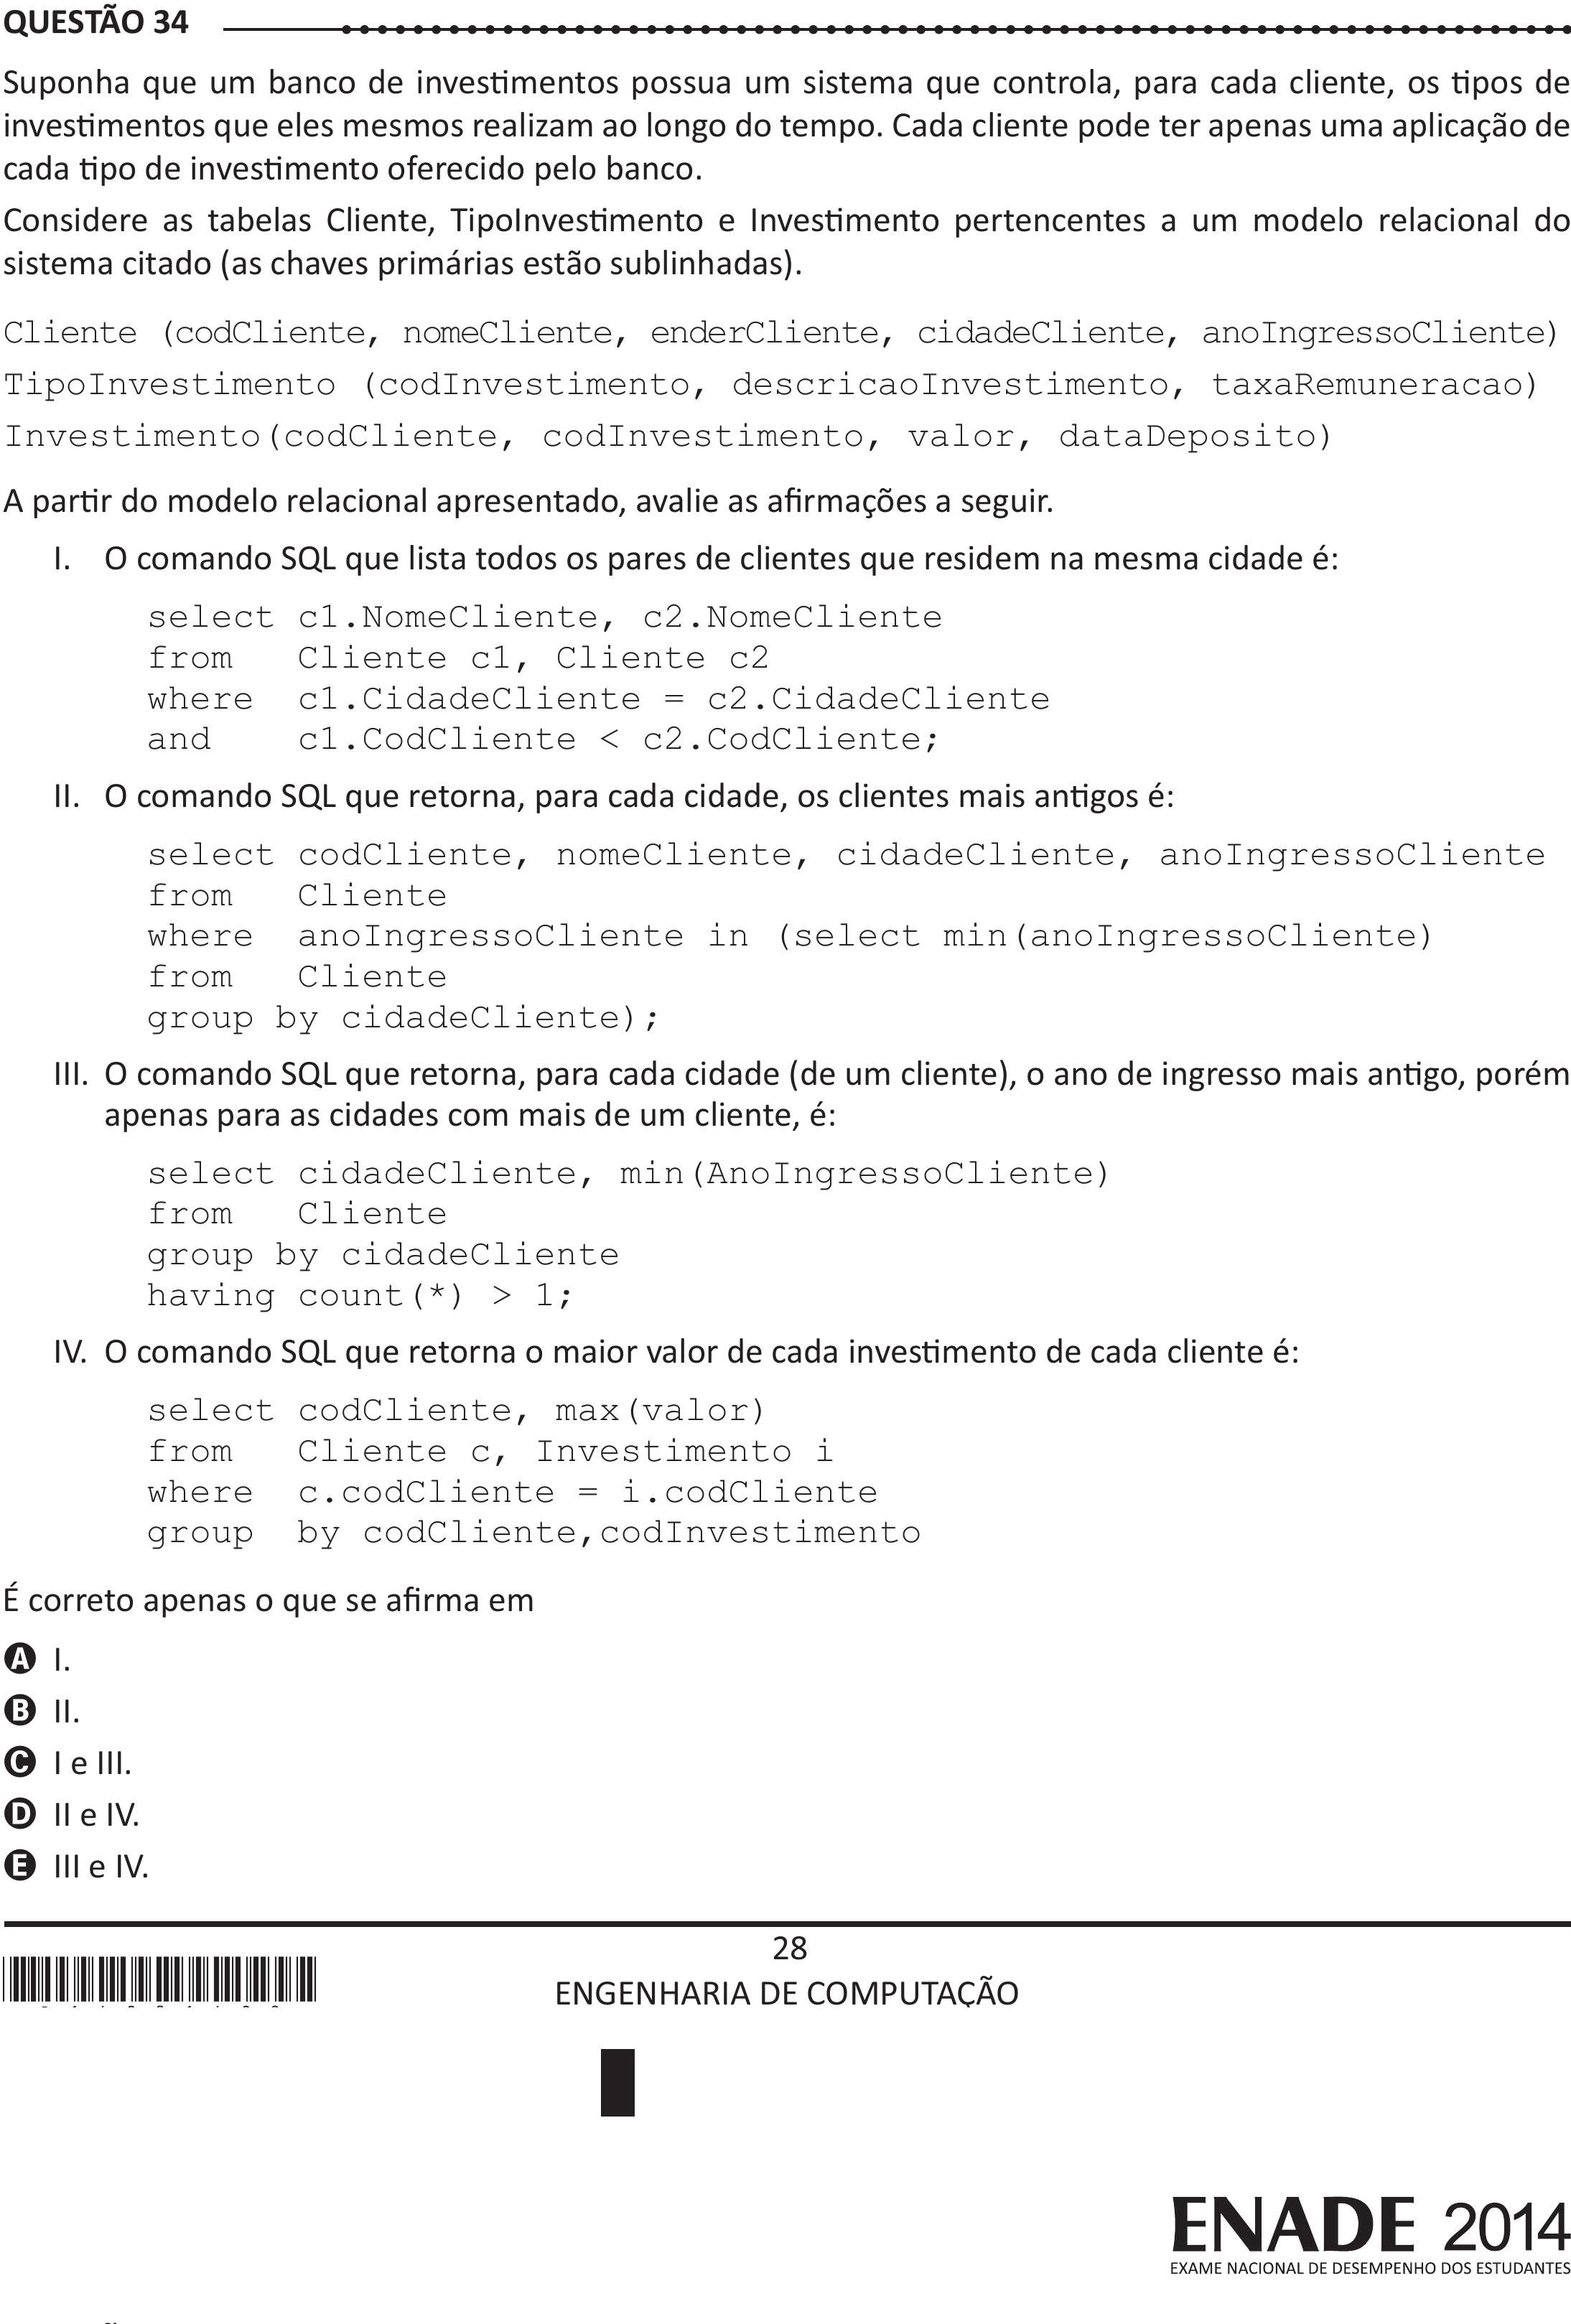 QUESTÃO 34
Suponha que um banco de investimentos possua um sistema que controla, para cada cliente, os tipos de
investimentos que eles mesmos realizam ao longo do tempo. Cada cliente pode ter apenas uma aplicação de
cada tipo de investimento oferecido pelo banco.
Considere as tabelas Cliente, TipoInvestimento e Investimento pertencentes a um modelo relacional do
sistema citado (as chaves primárias estão sublinhadas).
Cliente (codCliente, nomeCliente, enderCliente, cidadeCliente, anoIngressoCliente)
TipoInvestimento (codInvestimento, descricaoInvestimento, taxaRemuneracao)
Investimento(codCliente, codInvestimento, valor, dataDeposito)
A partir do modelo relacional apresentado, avalie as afirmações a seguir.
I. O comando SQL que lista todos os pares de clientes que residem na mesma cidade é:
select c1.NomeCliente, c2.NomeCliente
from Cliente c1, Cliente c2
where c1.CidadeCliente = c2.CidadeCliente
and c1.CodCliente < c2.CodCliente;
II. O comando SQL que retorna, para cada cidade, os clientes mais antigos é:
select codCliente, nomeCliente, cidadeCliente, anoIngressoCliente
from Cliente
where anoIngressoCliente in (select min(anoIngressoCliente)
from Cliente
group by cidadeCliente);
III. O comando SQL que retorna, para cada cidade (de um cliente), o ano de ingresso mais antigo, porém
apenas para as cidades com mais de um cliente, é:
select cidadeCliente, min(AnoIngressoCliente)
from Cliente
group by cidadeCliente
having count(*) > 1;
IV. O comando SQL que retorna o maior valor de cada investimento de cada cliente é:
select codCliente, max(valor)
from Cliente c, Investimento i
where c.codCliente = i.codCliente
group by codCliente,codInvestimento
É correto apenas o que se afirma em
A I.
B II.
C I e III.
D II e IV.
E III e IV.
28
ENGENHARIA DE COMPUTAÇÃO
ENADE 2014
EXAME NACIONAL DE DESEMPENHO DOS ESTUDANTES